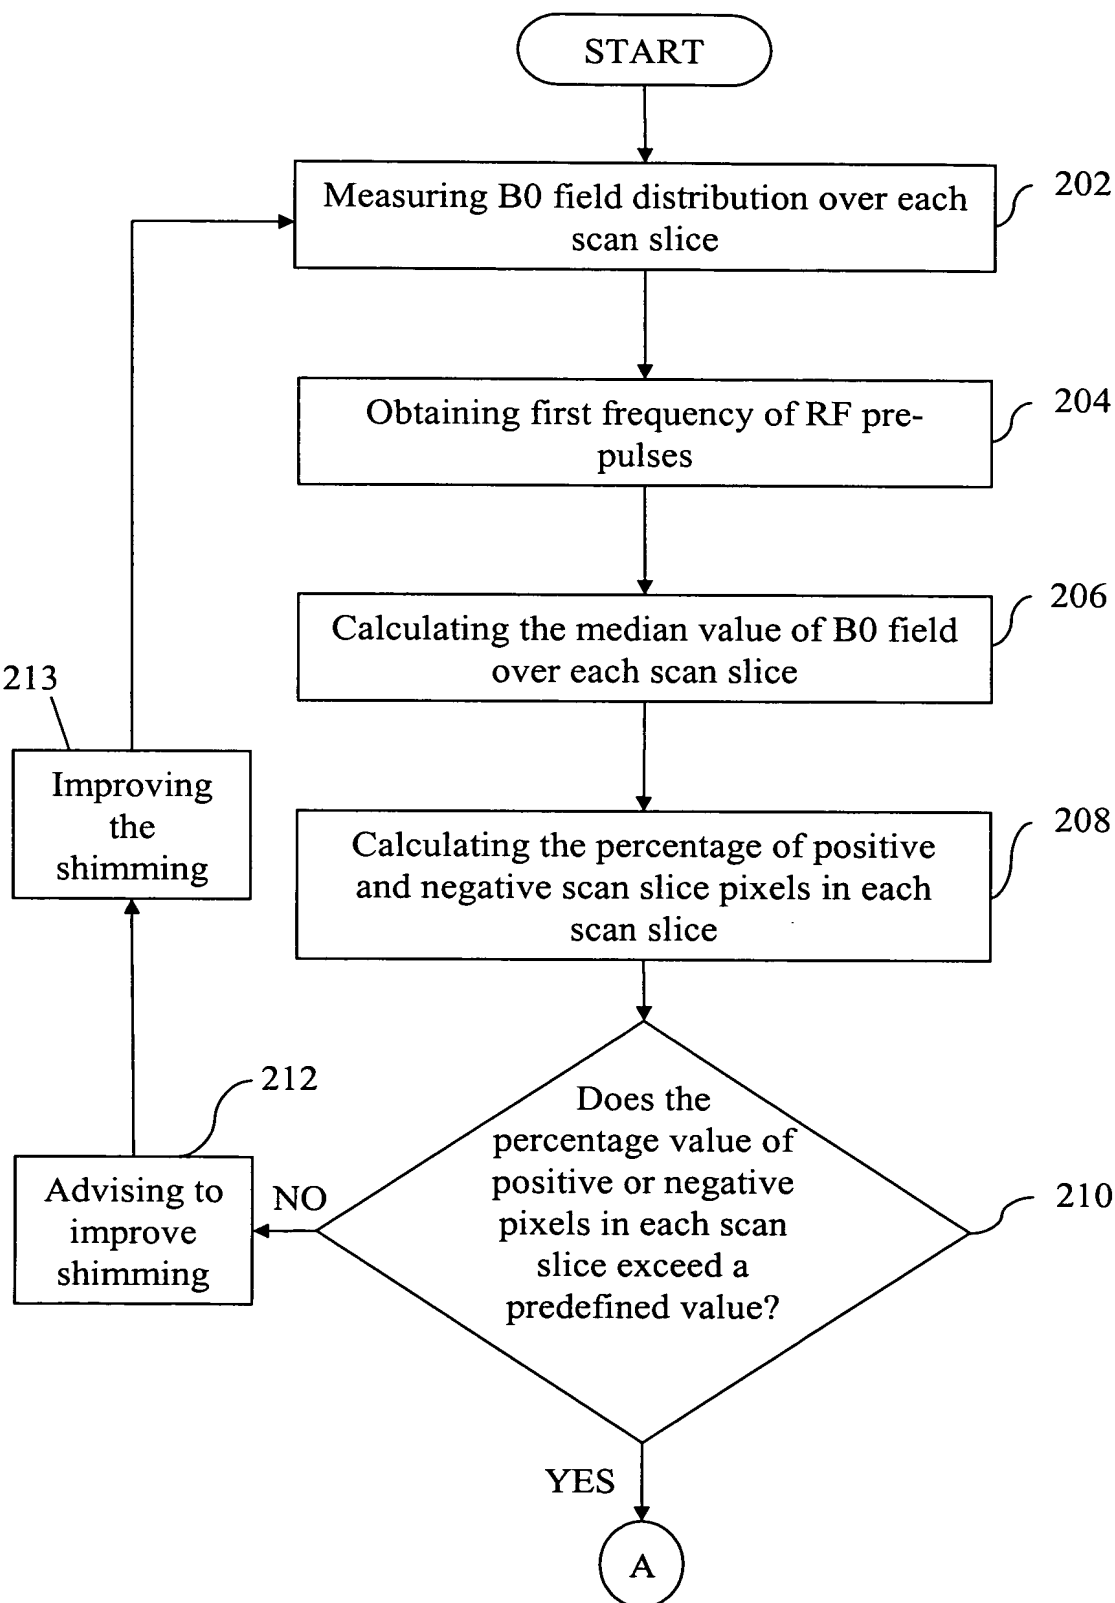 START
Measuring B0 field distribution over each
scan slice
202
Obtaining first frequency of RF pre-
pulses
204
Calculating the median value of B0 field
over each scan slice
206
213
Improving
the
shimming
Calculating the percentage of positive
and negative scan slice pixels in each
scan slice
208
212
Advising to
improve
shimming
NO
Does the
percentage value of
positive or negative
pixels in each scan
slice exceed a
predefined value?
210
YES
A